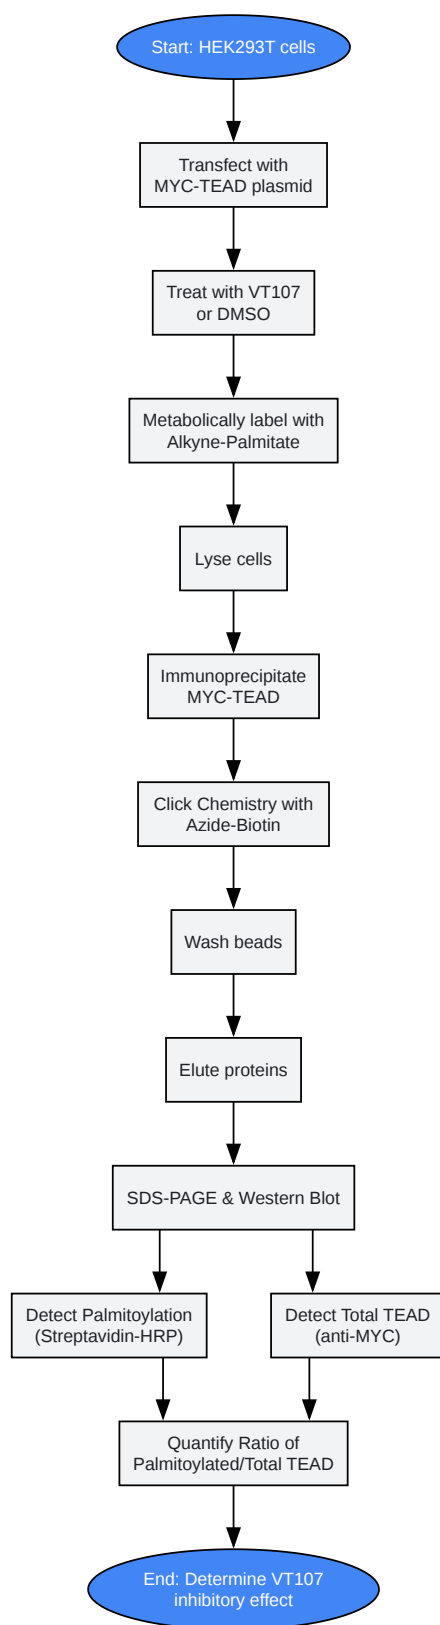 Start: HEK293T cells
Transfect with
MYC-TEAD plasmid
Treat with VT107
or DMSO
Metabolically label with
Alkyne-Palmitate
Lyse cells
Immunoprecipitate
MYC-TEAD
Click Chemistry with
Azide-Biotin
Wash beads
Elute proteins
SDS-PAGE & Western Blot
Detect Palmitoylation
(Streptavidin-HRP)
Detect Total TEAD
(anti-MYC)
Quantify Ratio of
Palmitoylated/Total TEAD
End: Determine VT107
inhibitory effect